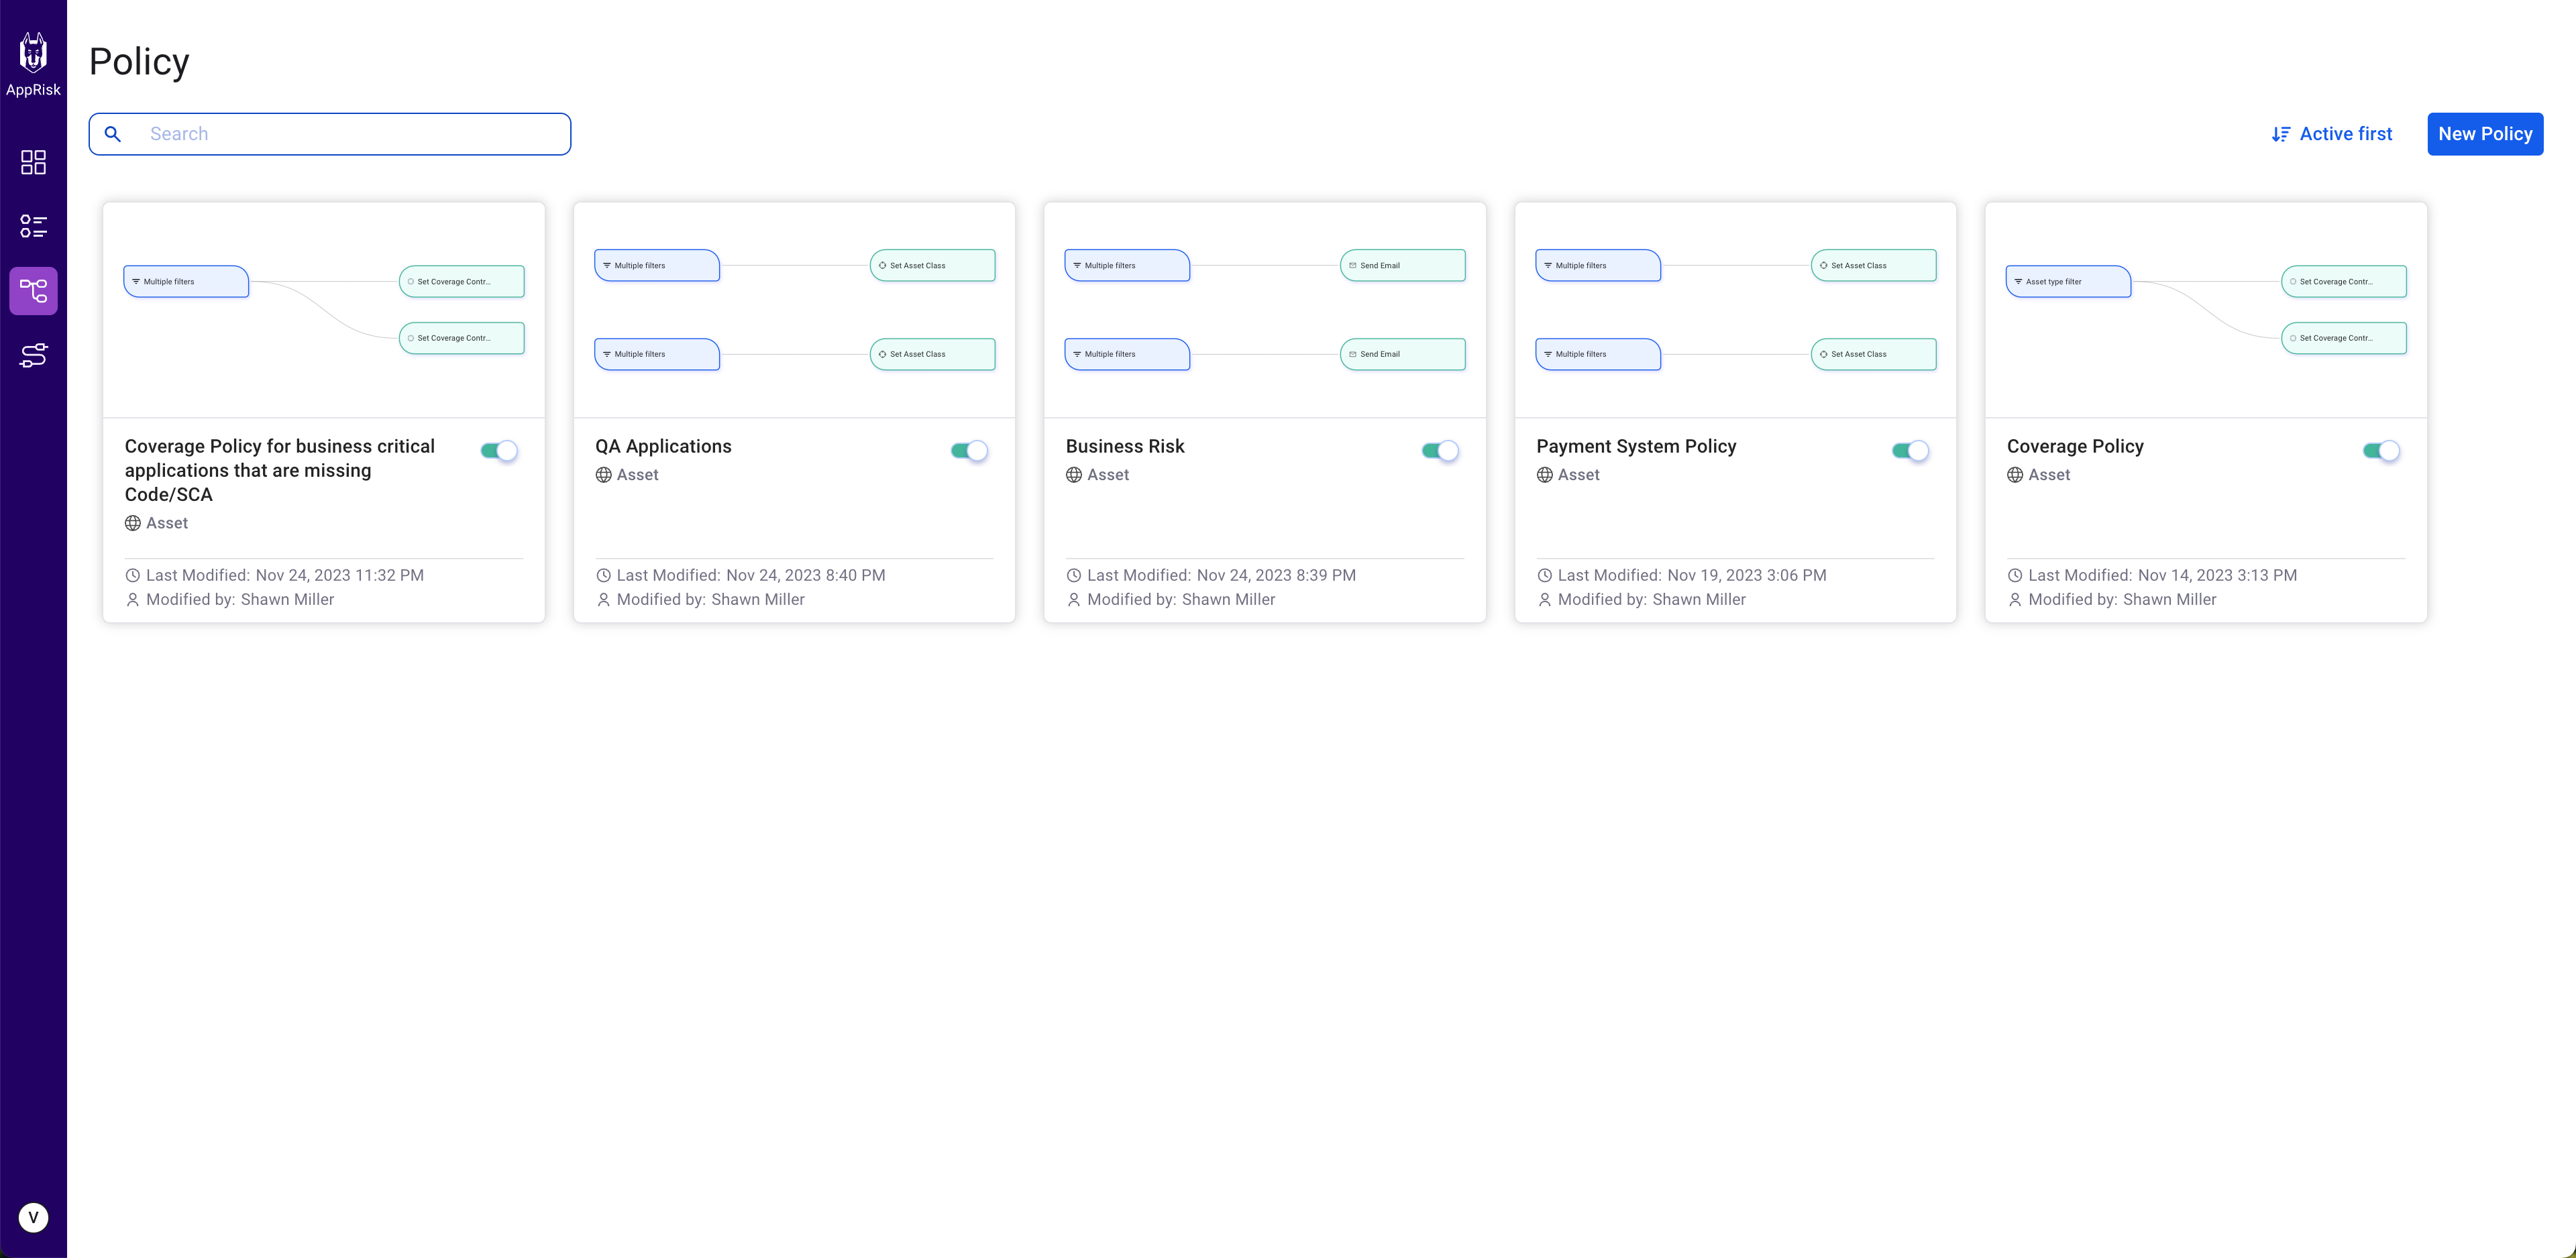 AppRisk
Policy
Search
Active first
New Policy
Multiple filters
Set Coverage Contr...
Set Coverage Contr...
Coverage Policy for business critical
applications that are missing
Code/SCA
Asset
Last Modified: Nov 24, 2023 11:32 PM
Modified by: Shawn Miller
Multiple filters
Set Asset Class
Multiple filters
Set Asset Class
QA Applications
Asset
Last Modified: Nov 24, 2023 8:40 PM
Modified by: Shawn Miller
Multiple filters
Send Email
Multiple filters
Send Email
Business Risk
Asset
Last Modified: Nov 24, 2023 8:39 PM
Modified by: Shawn Miller
Multiple filters
Set Asset Class
Multiple filters
Set Asset Class
Payment System Policy
Asset
Last Modified: Nov 19, 2023 3:06 PM
Modified by: Shawn Miller
Asset type filter
Set Coverage Contr...
Set Coverage Contr...
Coverage Policy
Asset
Last Modified: Nov 14, 2023 3:13 PM
Modified by: Shawn Miller
V